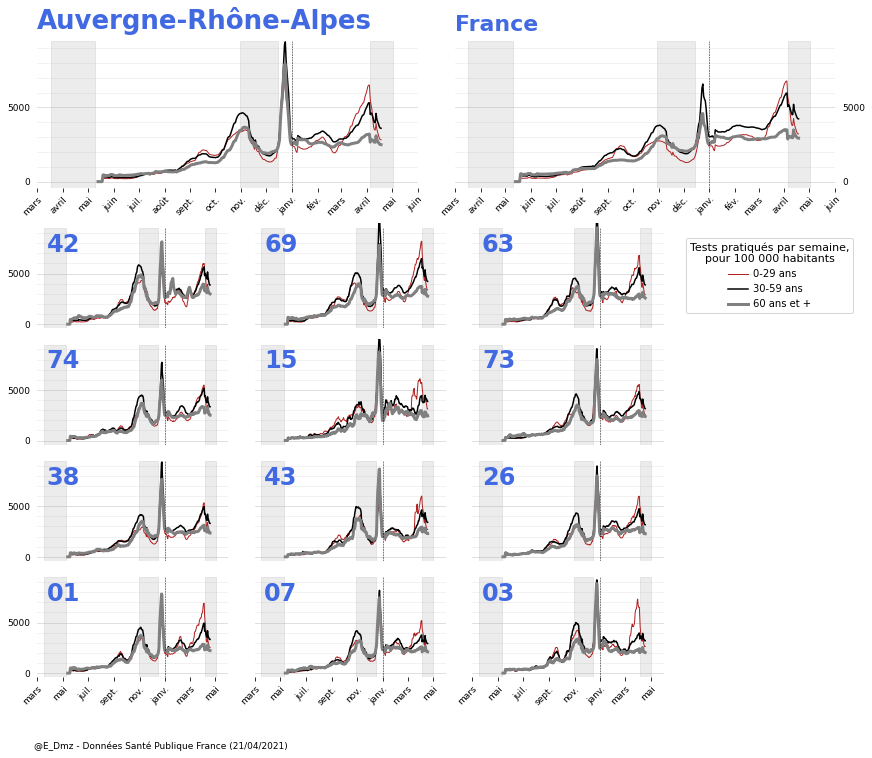 Auvergne-Rhône-Alpes
France
5000
0
5000
0
mars avril mai juin juil. août sept. oct. nov. déc. janv. fév. mars avril mai juin
mars avril mai juin juil. août sept. oct. nov. déc. janv. fév. mars avril mai juin
42
69
63
5000
0
Tests pratiqués par semaine,
pour 100 000 habitants
0-29 ans
30-59 ans
60 ans et +
74
15
73
5000
0
38
43
26
5000
0
01
07
03
5000
0
mars mai juil. sept. nov. janv. mars mai
mars mai juil. sept. nov. janv. mars mai
mars mai juil. sept. nov. janv. mars mai
@E_Dmz - Données Santé Publique France (21/04/2021)